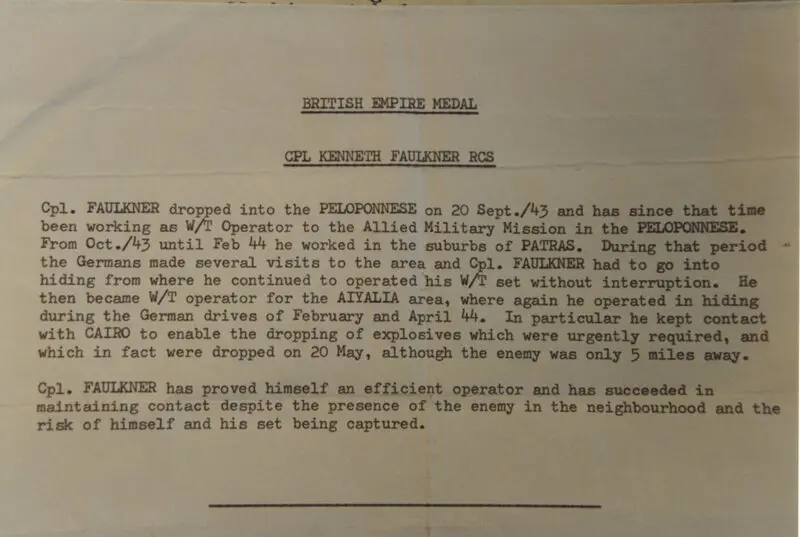 BRITISH EMPIRE MEDAL
CPL KENNETH FAULKNER RCS
Cpl. FAULKNER dropped into the PELOPONNESE on 20 Sept./43 and has since that time
been working as W/T Operator to the Allied Military Mission in the PELOPONNESE.
From Oct./43 until Feb 44 he worked in the suburbs of PATRAS. During that period
the Germans made several visits to the area and Cpl. FAULKNER had to go into
hiding from where he continued to operated his W/T set without interruption. He
then became W/T operator for the AIYALIA area, where again he operated in hiding
during the German drives of February and April 44. In particular he kept contact
with CAIRO to enable the dropping of explosives which were urgently required, and
which in fact were dropped on 20 May, although the enemy was only 5 miles away.
Cpl. FAULKNER has proved himself an efficient operator and has succeeded in
maintaining contact despite the presence of the enemy in the neighbourhood and the
risk of himself and his set being captured.